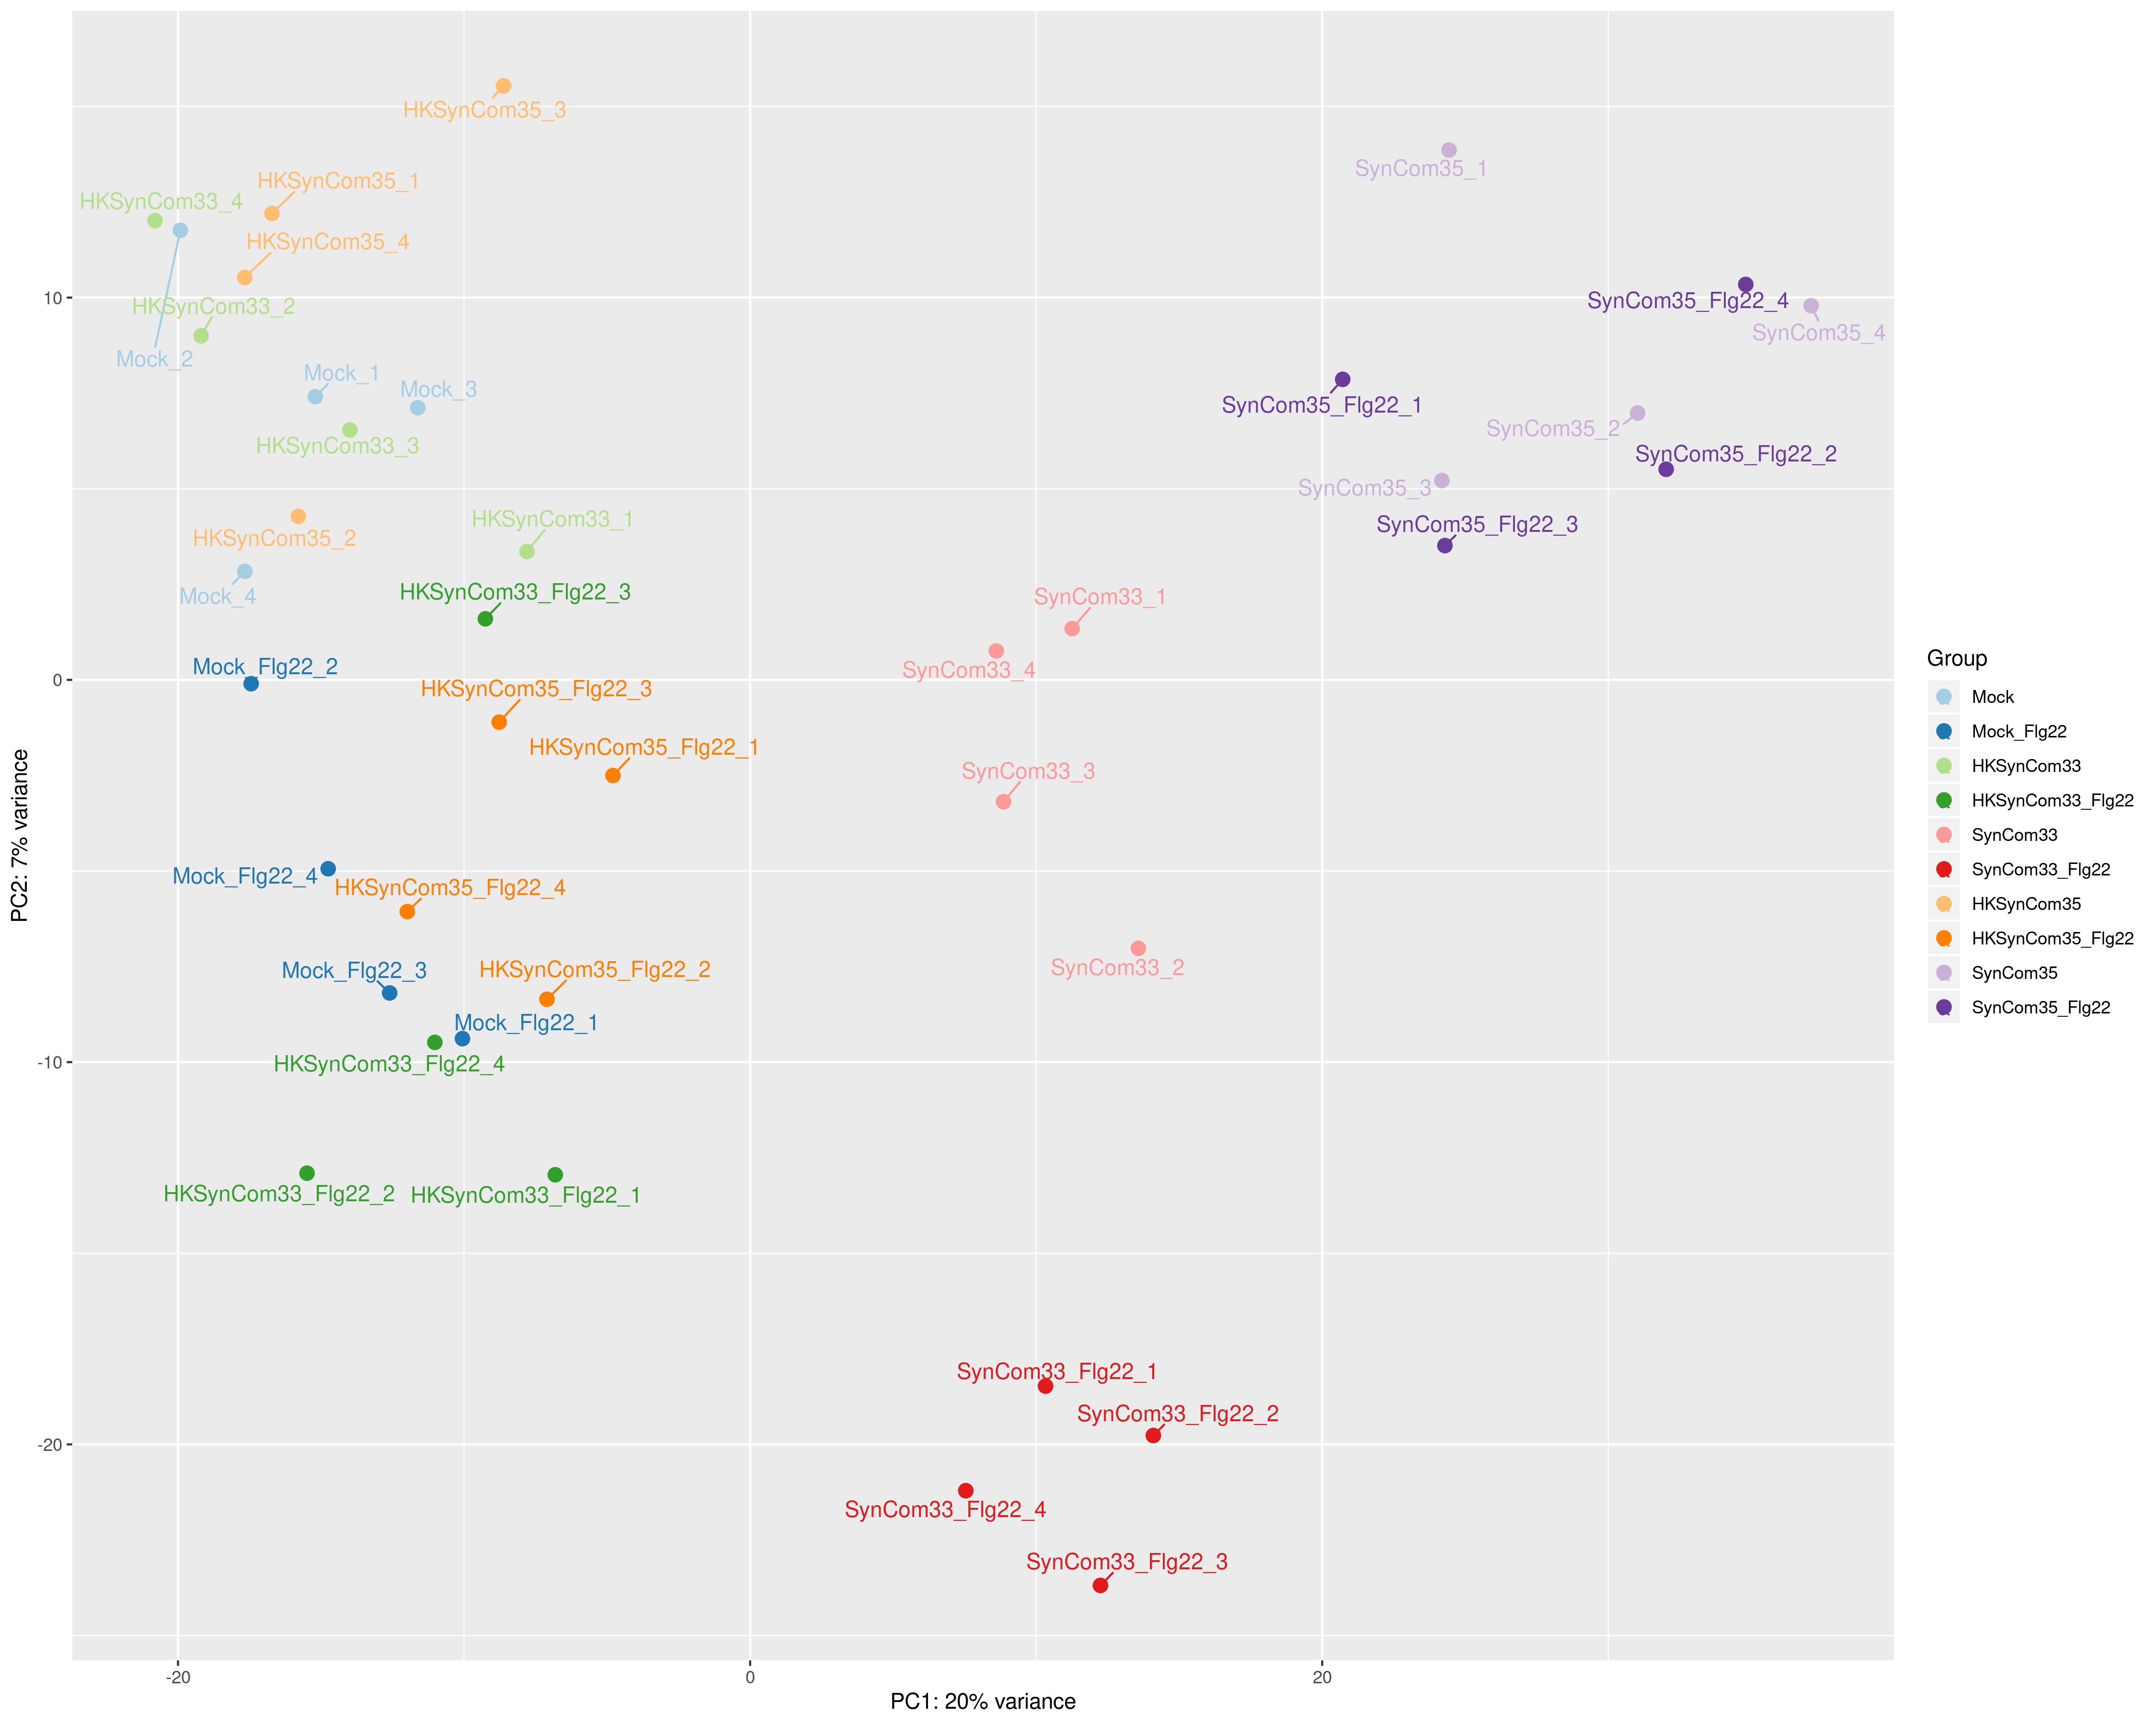 HKSynCom35_3
SynCom35_1
HKSynCom35_1
HKSynCom33_4
HKSynCom35_4
HKSynCom33_2
SynCom35_Flg22_4
SynCom35_4
Mock_2
Mock_1
Mock_3
SynCom35_Flg22_1
SynCom35_2
HKSynCom33_3
SynCom35_Flg22_2
SynCom35_3
HKSynCom33_1
SynCom35_Flg22_3
HKSynCom35_2
Mock_4
HKSynCom33_Flg22_3
SynCom33_1
Mock_Flg22_2
SynCom33_4
HKSynCom35_Flg22_3
HKSynCom35_Flg22_1
SynCom33_3
Mock_Flg22_4
HKSynCom35_Flg22_4
Mock_Flg22_3
HKSynCom35_Flg22_2
SynCom33_2
Mock_Flg22_1
HKSynCom33_Flg22_4
HKSynCom33_Flg22_2
HKSynCom33_Flg22_1
SynCom33_Flg22_1
SynCom33_Flg22_2
SynCom33_Flg22_4
SynCom33_Flg22_3
10
0
-10
-20
PC2: 7% variance
-20
0
20
PC1: 20% variance
Group
Mock
Mock_Flg22
HKSynCom33
HKSynCom33_Flg22
SynCom33
SynCom33_Flg22
HKSynCom35
HKSynCom35_Flg22
SynCom35
SynCom35_Flg22